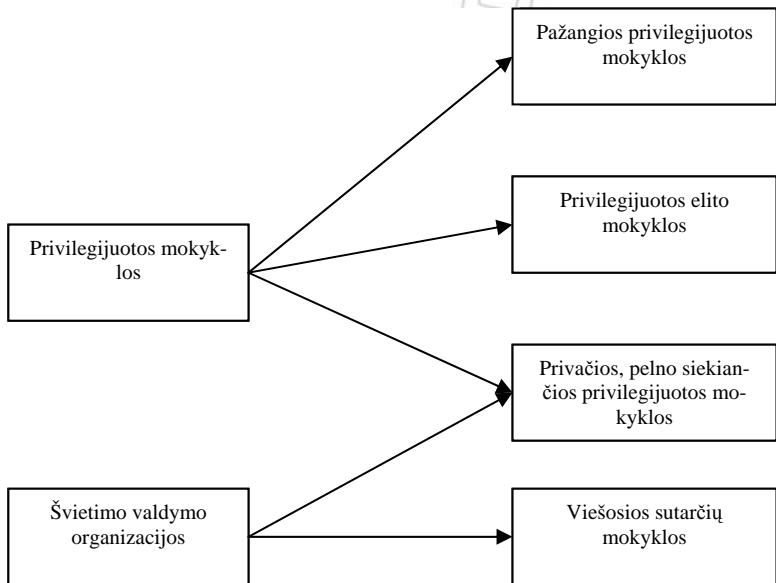 Pažangios privilegijuotos
mokyklos
Privilegijuotos elito
mokyklos
Privilegijuotos mokyk-
los
Privačios, pelno siekian-
čios privilegijuotos mo-
kyklos
Švietimo valdymo
organizacijos
Viešosios sutarčių
mokyklos